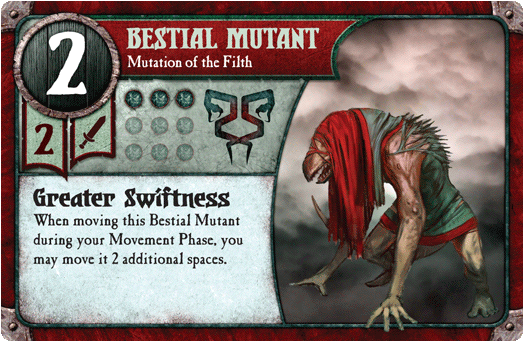 2
BESTIAL MUTANT
Mutation of the Filth
2
Greater Swiftness
When moving this Bestial Mutant
during your Movement Phase, you
may move it 2 additional spaces.